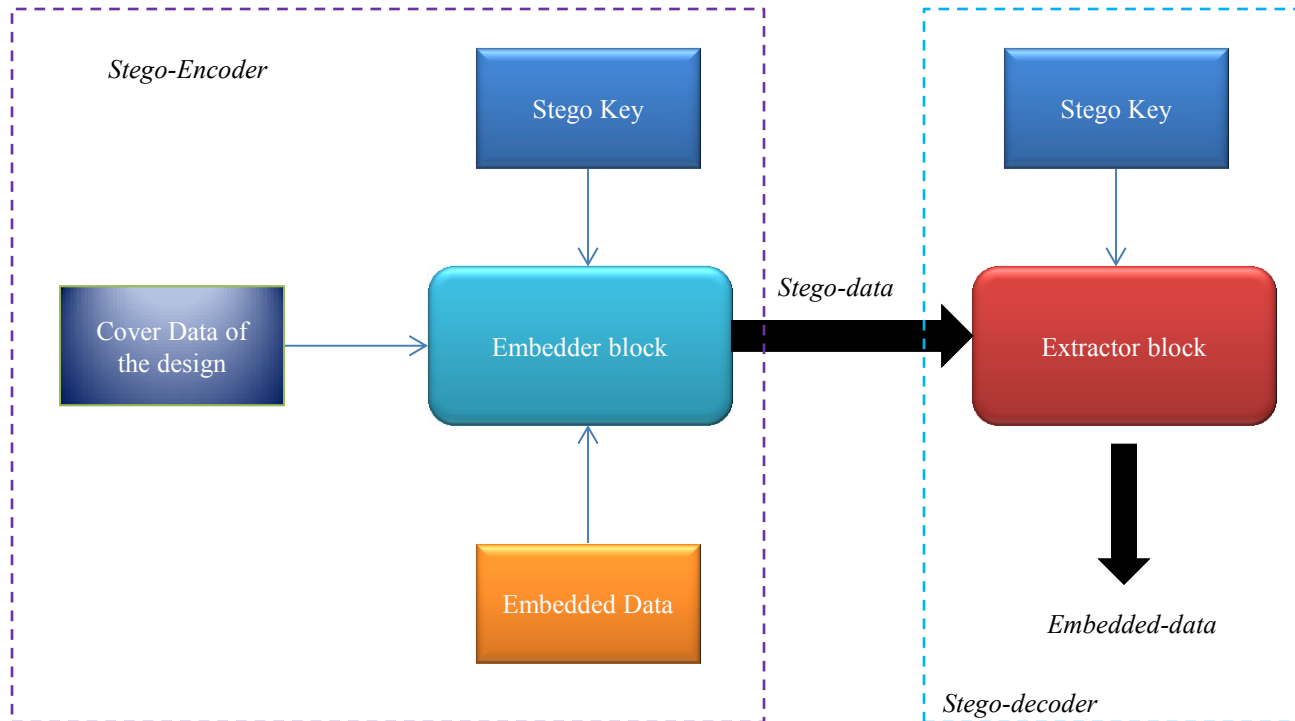 Stego-Encoder
Stego Key
Cover Data of
the design
Embedder block
Embedded Data
Stego-data
Stego Key
Extractor block
Embedded-data
Stego-decoder